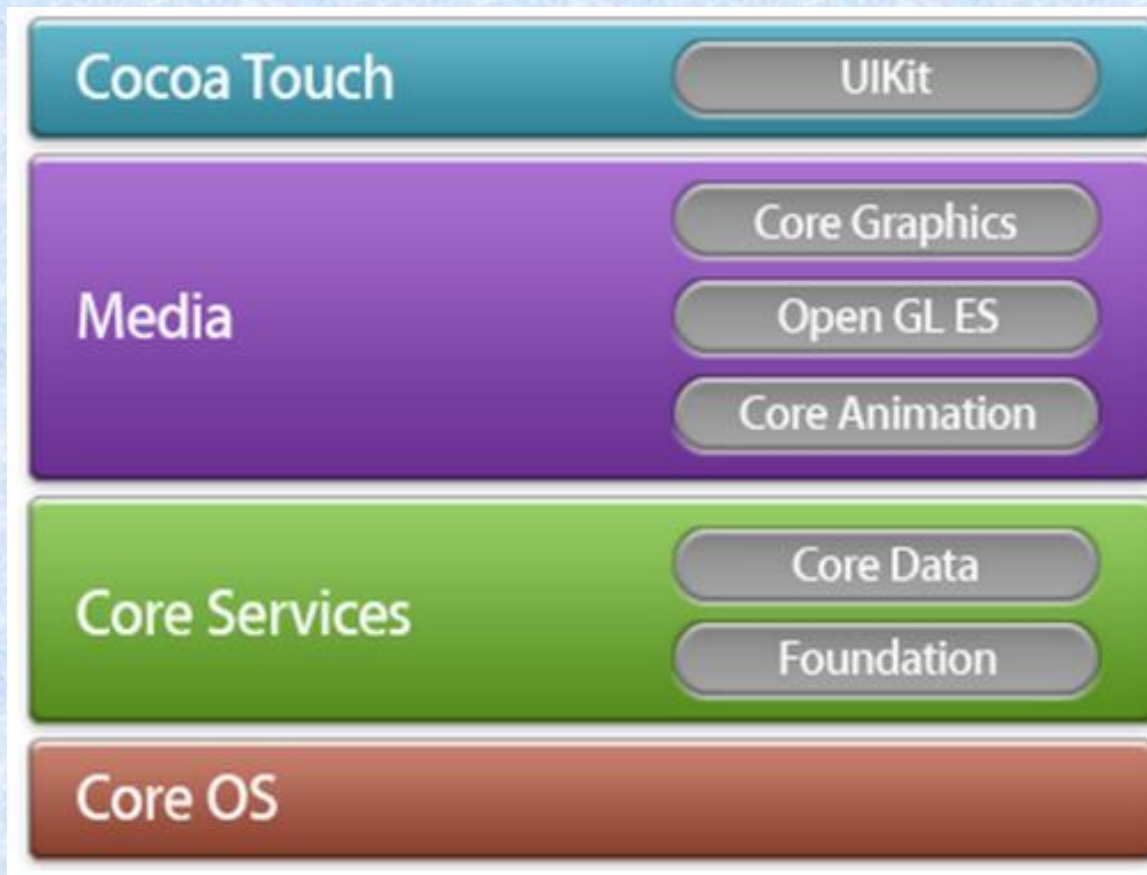 Cocoa Touch
UIKit
Media
Core Graphics
Open GL ES
Core Animation
Core Services
Core Data
Foundation
Core OS